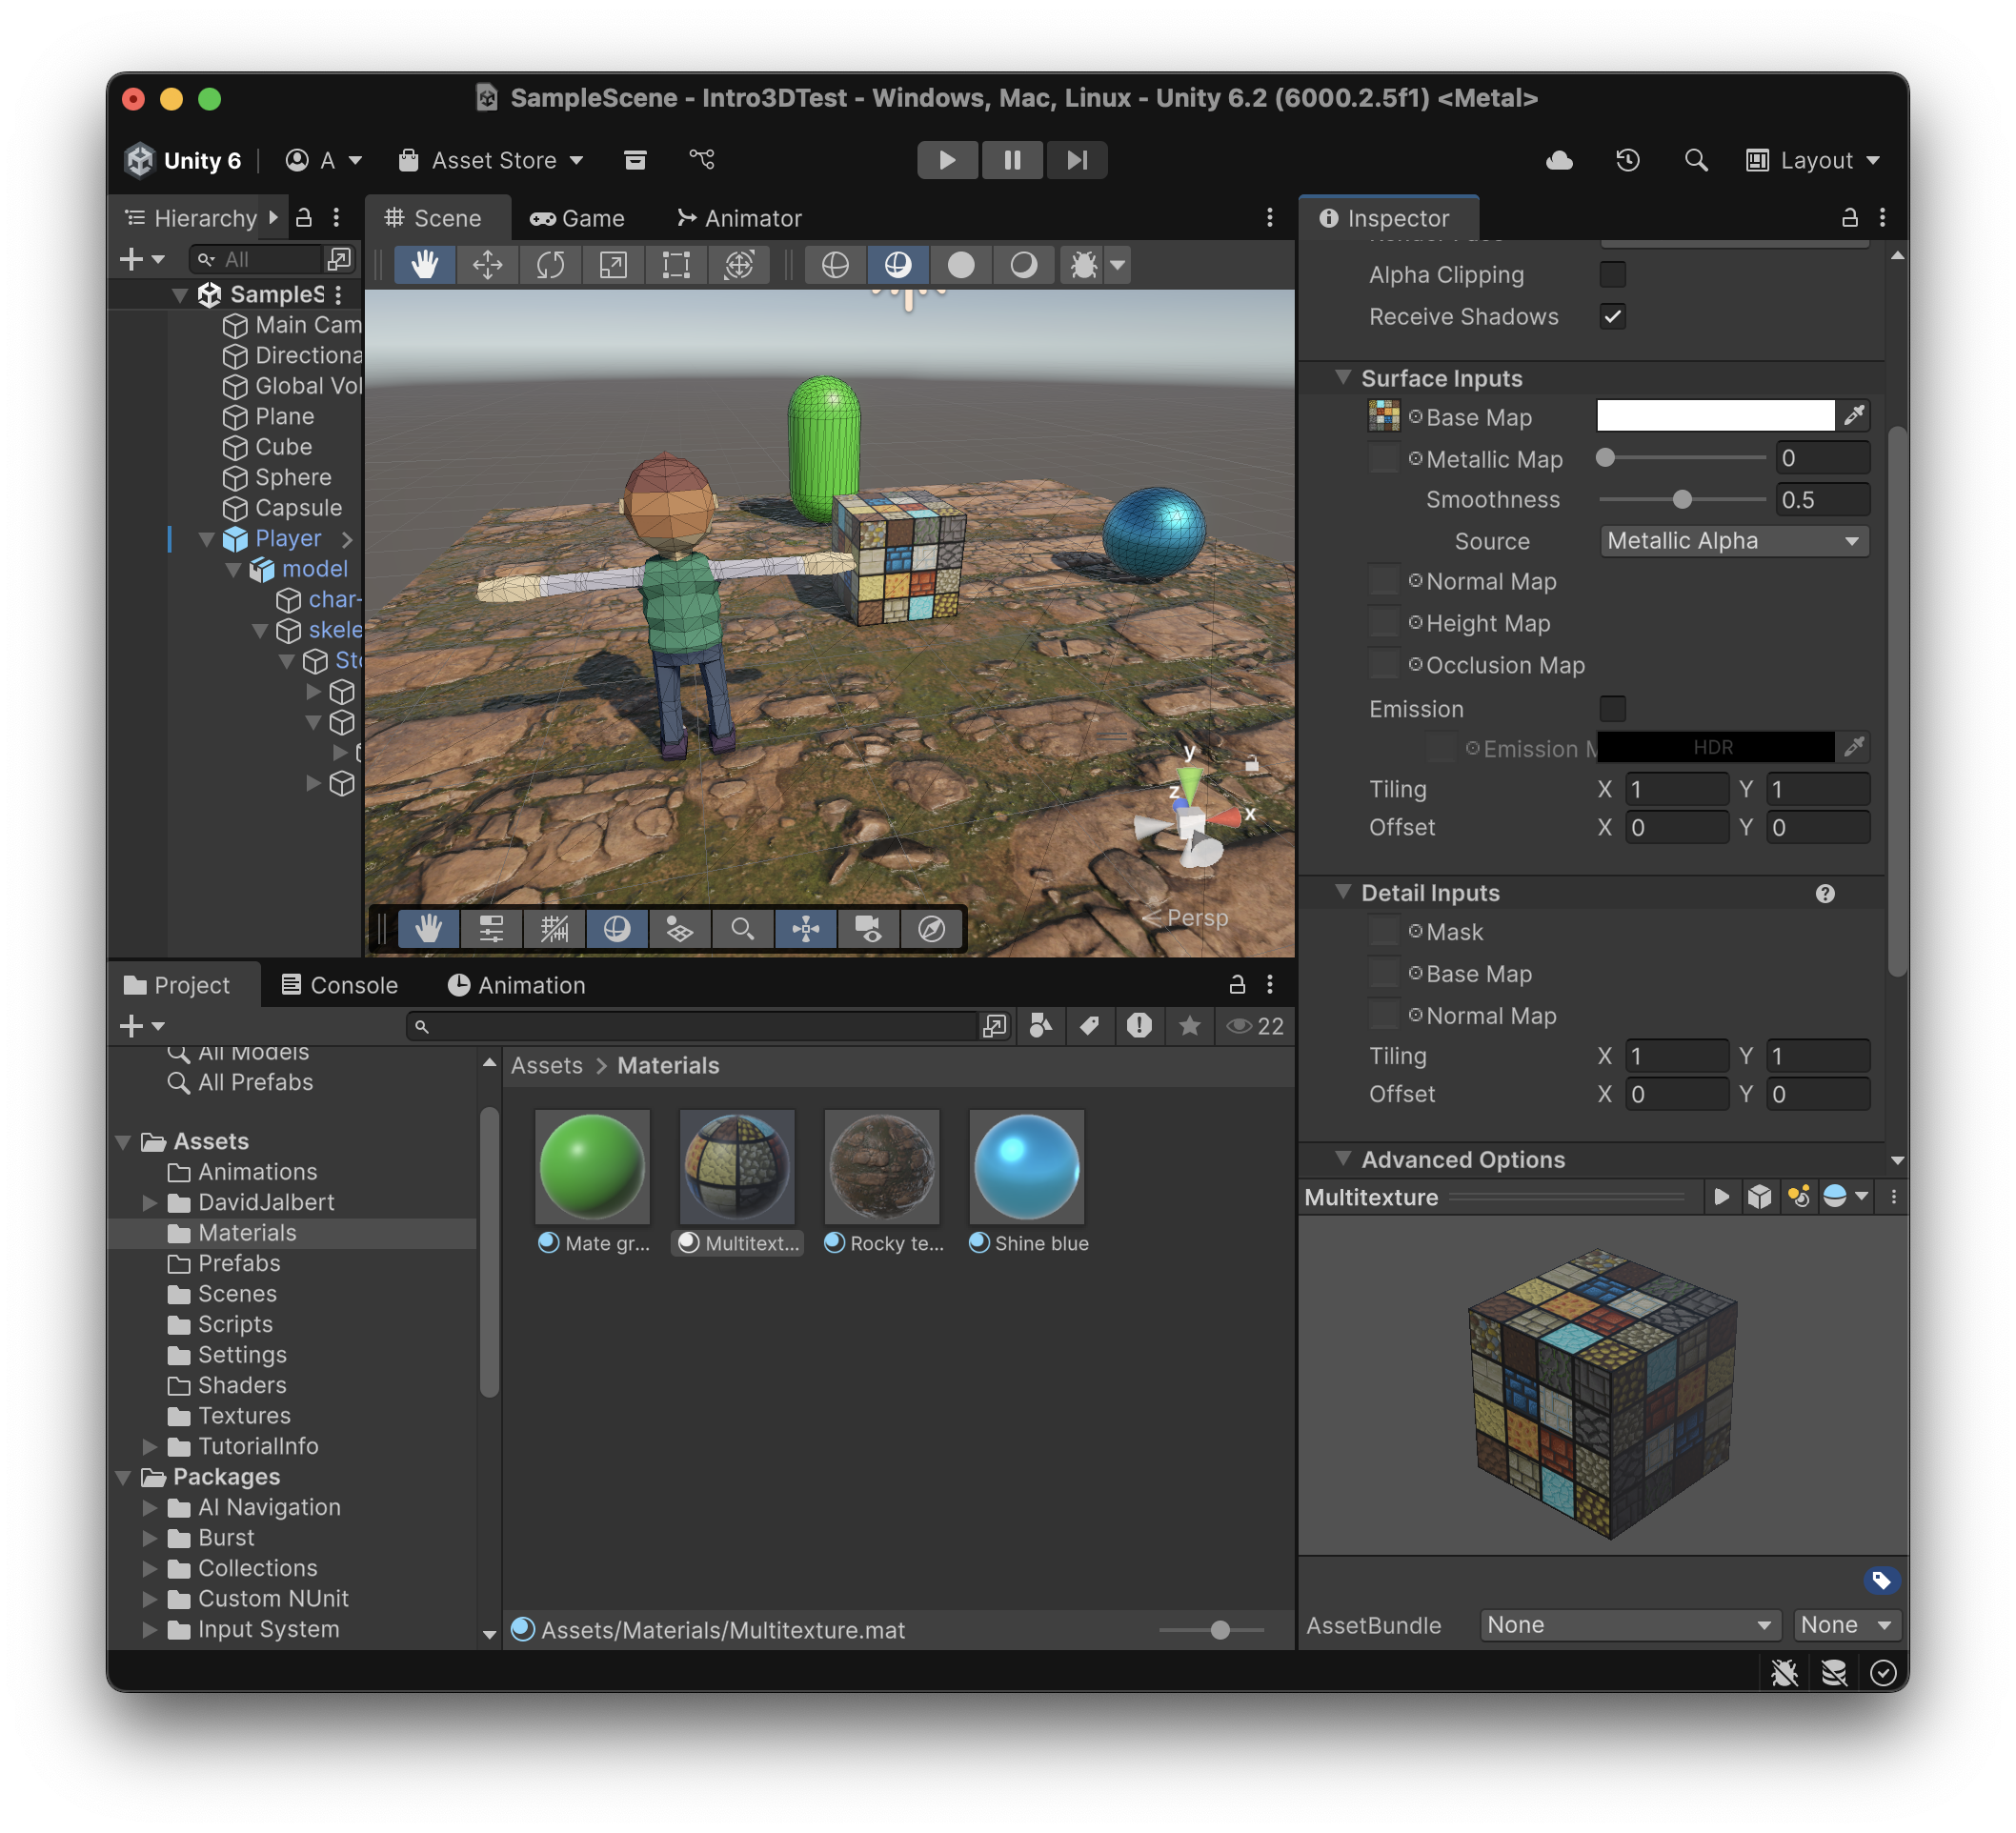 SampleScene - Intro3DTest - Windows, Mac, Linux - Unity 6.2 (6000.2.5f1) <Metal>
Unity 6
A
Asset Store
Layout
Hierarchy
All
SampleS
Main Cam
Directiona
Global Vol
Plane
Cube
Sphere
Capsule
Player
model
char-
skele
Sto
Scene
Game
Animator
y
z
x
Persp
Inspector
Alpha Clipping
Receive Shadows
Surface Inputs
Base Map
Metallic Map 0
Smoothness 0.5
Source Metallic Alpha
Normal Map
Height Map
Occlusion Map
Emission
Emission M HDR
Tiling X 1 Y 1
Offset X 0 Y 0
Detail Inputs
Mask
Base Map
Normal Map
Tiling X 1 Y 1
Offset X 0 Y 0
Advanced Options
Multitexture
AssetBundle None None
Project
Console
Animation
22
All Models
All Prefabs
Assets
Animations
DavidJalbert
Materials
Prefabs
Scenes
Scripts
Settings
Shaders
Textures
TutorialInfo
Packages
AI Navigation
Burst
Collections
Custom NUnit
Input System
Assets > Materials
Mate gr...
Multitext...
Rocky te...
Shine blue
Assets/Materials/Multitexture.mat